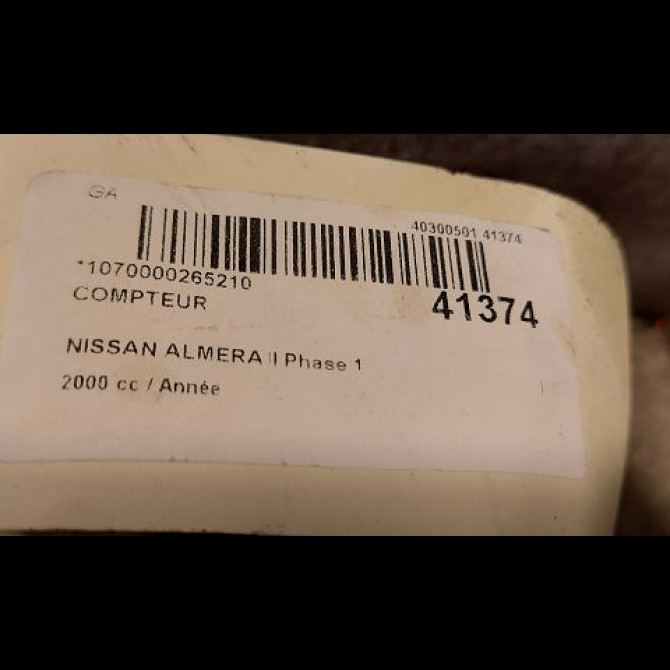 GA
40300501 41374
*1070000265210
COMPTEUR
41374
NISSAN ALMERA II Phase 1
2000 cc / Année